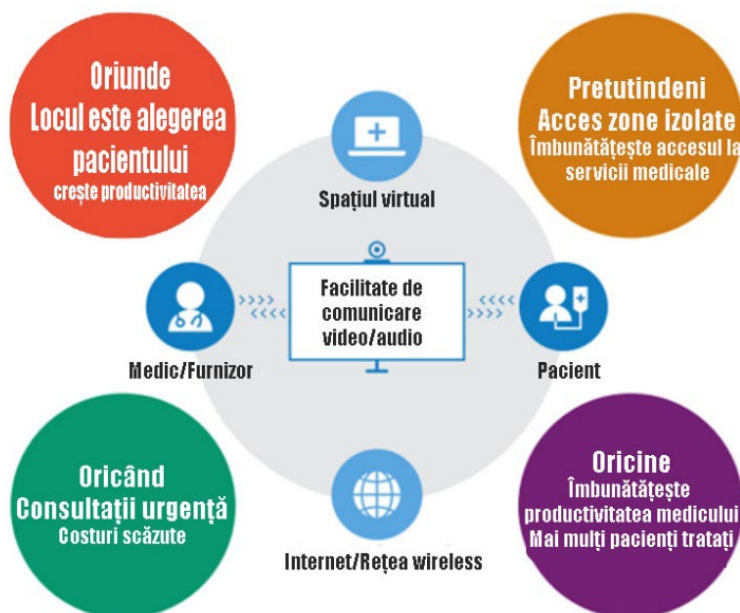 Oriunde
Locul este alegerea
pacientului
crește productivitatea
Pretutindeni
Acces zone izolate
Îmbunătățește accesul la
servicii medicale
Spațiul virtual
Facilitate de
comunicare
video/audio
Medic/Furnizor
Pacient
Oricând
Consultații urgență
Costuri scăzute
Oricine
Îmbunătățește
productivitatea medicului
Mai mulți pacienți tratați
Internet/Rețea wireless